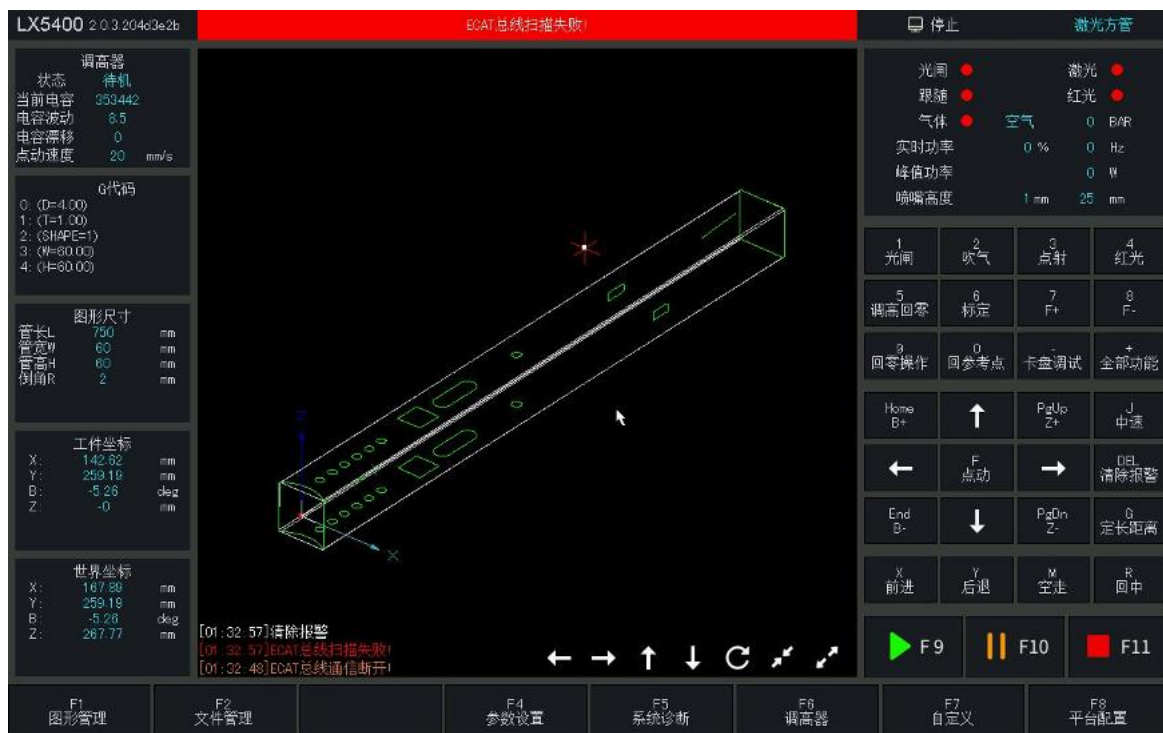 LX5400 2.0.3.204d3e2b
ECAT总线扫描失败!
停止
激光方管
调高器
状态 待机
当前电容 353442
电容波动 8.5
电容漂移 0
点动速度 20 mm/s
G代码
0: (D=4.00)
1: (T=1.00)
2: (SHAPE=1)
3: (W=60.00)
4: (H=60.00)
图形尺寸
管长L 750 mm
管宽W 60 mm
管高H 60 mm
倒角R 2 mm
工件坐标
X: 142.62 mm
Y: 259.19 mm
B: -5.26 deg
Z: -0 mm
世界坐标
X: 167.89 mm
Y: 259.19 mm
B: -5.26 deg
Z: 267.77 mm
Z
X
[01:32:57]清除报警
[01:32:57]ECAT总线扫描失败!
[01:32:48]ECAT总线通信断开!
光闸 激光
跟随 红光
气体 空气 0 BAR
实时功率 0 % 0 Hz
峰值功率 0 W
喷嘴高度 1 mm 25 mm
1 光闸
2 吹气
3 点射
4 红光
5 调高回零
6 标定
7 F+
8 F-
9 回零操作
0 回参考点
- 卡盘调试
+ 全部功能
Home B+
PgUp Z+
J 中速
F 点动
DEL 清除报警
End B-
PgDn Z-
G 定长距离
X 前进
Y 后退
M 空走
R 回中
F9
F10
F11
F1 图形管理
F2 文件管理
F4 参数设置
F5 系统诊断
F6 调高器
F7 自定义
F8 平台配置